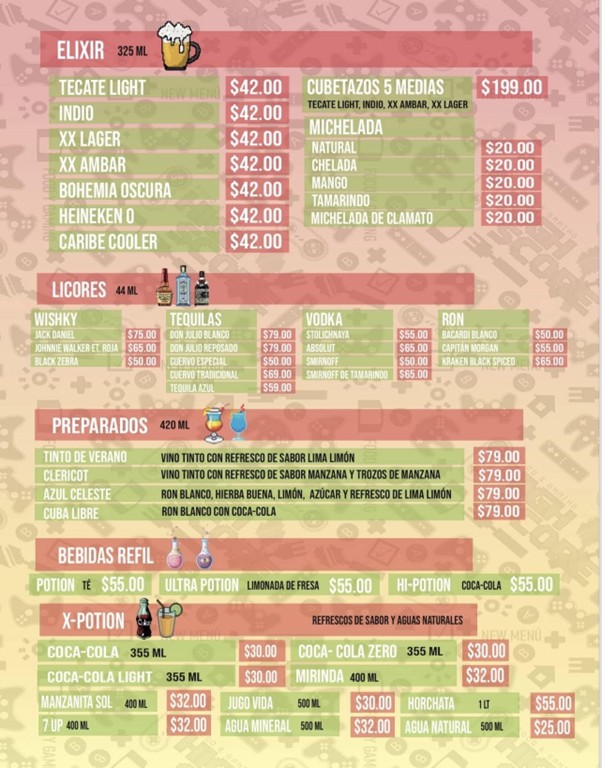 ELIXIR 325 ML
TECATE LIGHT $42.00
INDIO $42.00
XX LAGER $42.00
XX AMBAR $42.00
BOHEMIA OSCURA $42.00
HEINEKEN 0 $42.00
CARIBE COOLER $42.00
CUBETAZOS 5 MEDIAS $199.00
TECATE LIGHT, INDIO, XX AMBAR, XX LAGER
MICHELADA
NATURAL $20.00
CHELADA $20.00
MANGO $20.00
TAMARINDO $20.00
MICHELADA DE CLAMATO $20.00
LICORES 44 ML
WISHKY
JACK DANIEL $75.00
JOHNNIE WALKER ET. ROJA $65.00
BLACK ZEBRA $50.00
TEQUILAS
DON JULIO BLANCO $79.00
DON JULIO REPOSADO $79.00
CUERVO ESPECIAL $50.00
CUERVO TRADICIONAL $69.00
TEQUILA AZUL $59.00
VODKA
STOLICHNAYA $55.00
ABSOLUT $65.00
SMIRNOFF $50.00
SMIRNOFF DE TAMARINDO $65.00
RON
BACARDI BLANCO $50.00
CAPITAN MORGAN $55.00
KRAKEN BLACK SPICED $65.00
PREPARADOS 420 ML
TINTO DE VERANO VINO TINTO CON REFRESCO DE SABOR LIMA LIMÓN $79.00
CLERICOT VINO TINTO CON REFRESCO DE SABOR MANZANA Y TROZOS DE MANZANA $79.00
AZUL CELESTE RON BLANCO, HIERBA BUENA, LIMÓN, AZÚCAR Y REFRESCO DE LIMA LIMÓN $79.00
CUBA LIBRE RON BLANCO CON COCA-COLA $79.00
BEBIDAS REFIL
POTION TÉ $55.00 ULTRA POTION LIMONADA DE FRESA $55.00 HI-POTION COCA-COLA $55.00
X-POTION REFRESCOS DE SABOR Y AGUAS NATURALES
COCA-COLA 355 ML $30.00 COCA- COLA ZERO 355 ML $30.00
COCA-COLA LIGHT 355 ML $30.00 MIRINDA 400 ML $32.00
MANZANITA SOL 400 ML $32.00 JUGO VIDA 500 ML $30.00 HORCHATA 1 LT $55.00
7 UP 400 ML $32.00 AGUA MINERAL 500 ML $32.00 AGUA NATURAL 500 ML $25.00